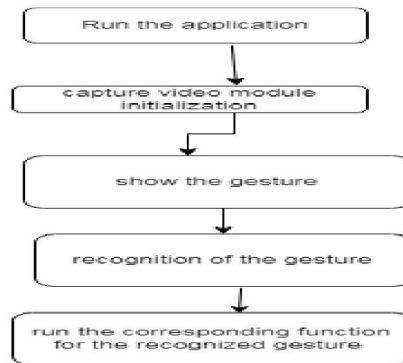 Run the application
capture video module
initialization
show the gesture
recognition of the gesture
run the corresponding function
for the recognized gesture